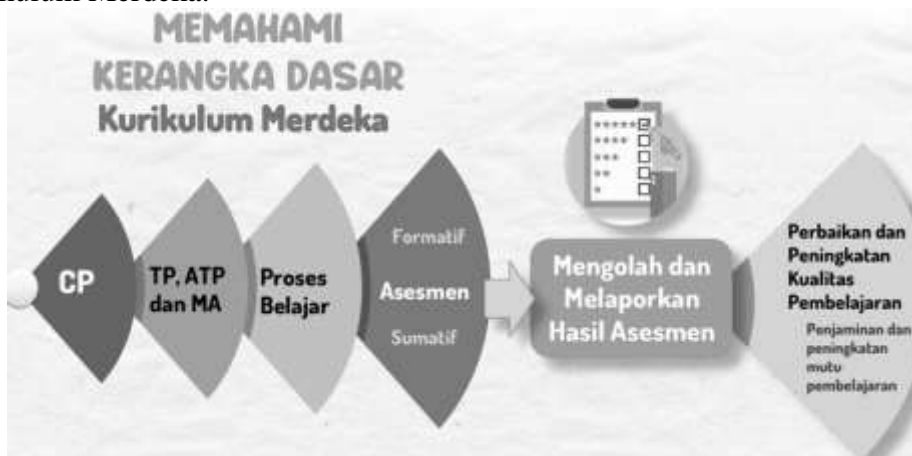 MEMAHAMI
KERANGKA DASAR
Kurikulum Merdeka
CP
TP, ATP
dan MA
Proses
Belajar
Formatif
Asesmen
Sumatif
Mengolah dan
Melaporkan
Hasil Asesmen
Perbaikan dan
Peningkatan
Kualitas
Pembelajaran
Penjaminan dan
peningkatan
mutu
pembelajaran